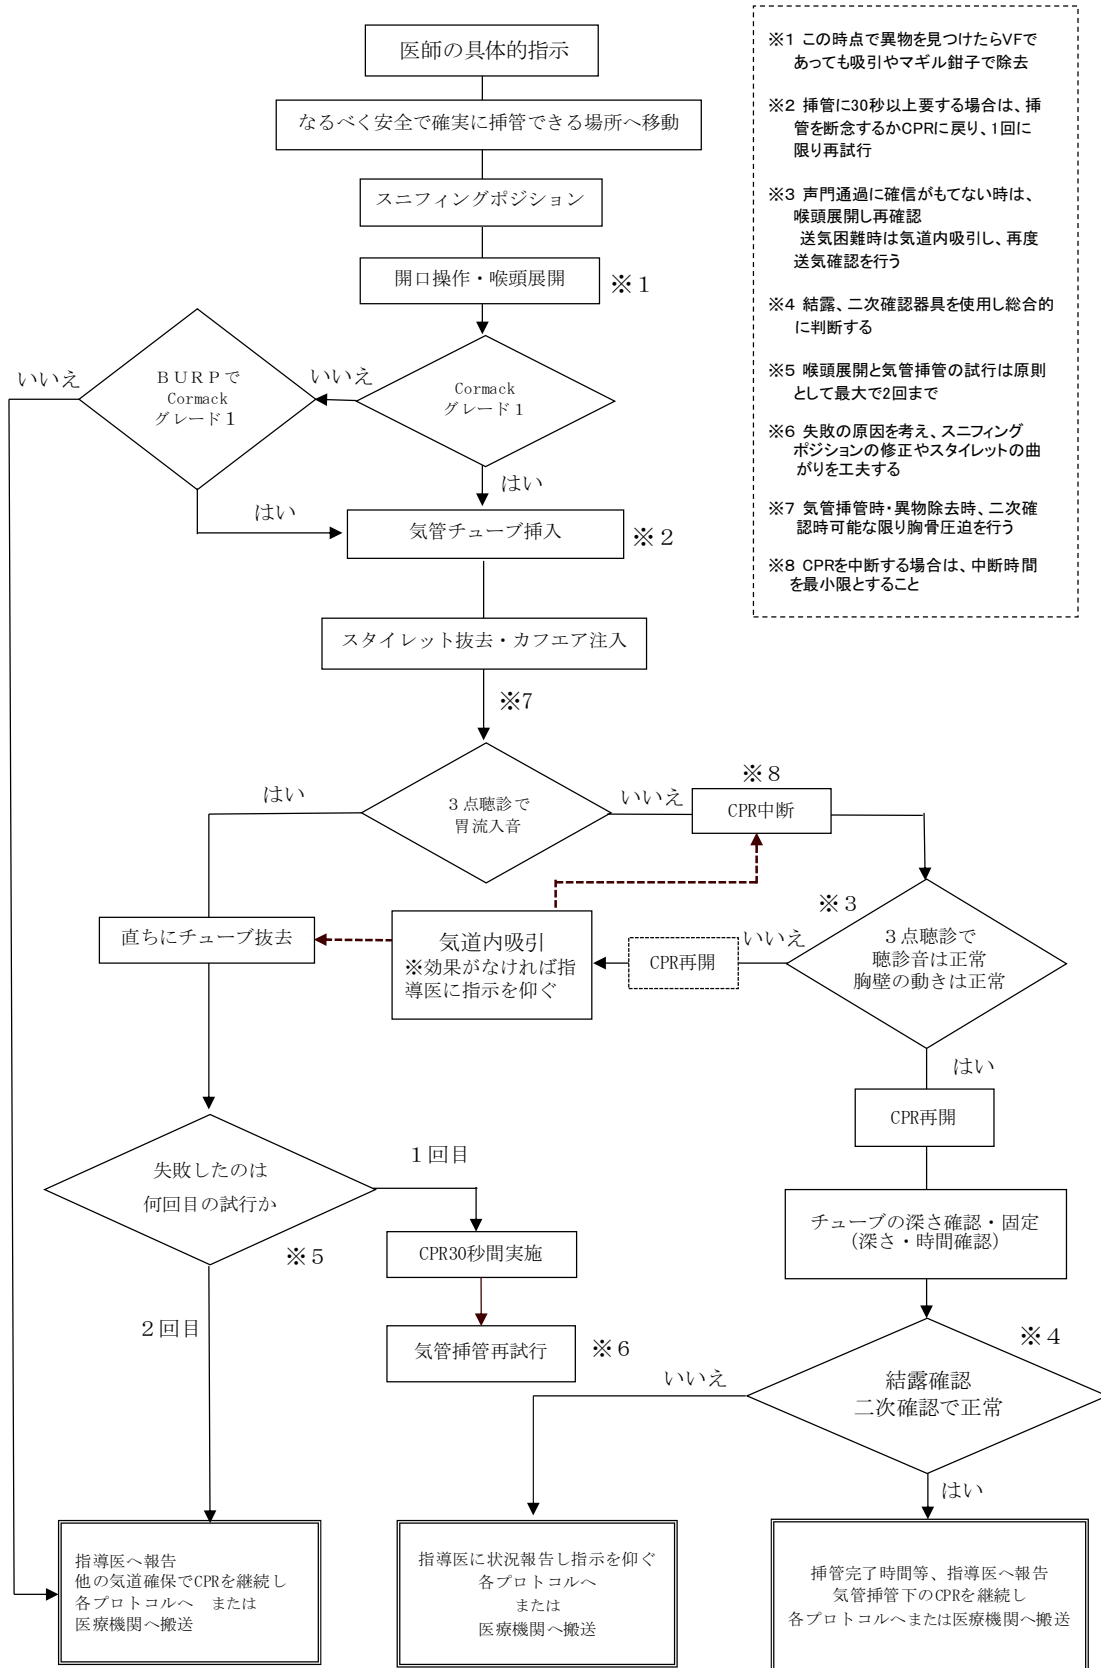 医師の具体的指示
なるべく安全で確実に挿管できる場所へ移動
スニフィングポジション
開口操作・喉頭展開
※1
Cormack
グレード1
いいえ
はい
BURPで
Cormack
グレード1
いいえ
はい
気管チューブ挿入
※2
スタイレット抜去・カフエア注入
※7
3点聴診で
胃流入音
はい
いいえ
※8
CPR中断
※3
3点聴診で
聴診音は正常
胸壁の動きは正常
いいえ
CPR再開
気道内吸引
※効果がなければ指
導医に指示を仰ぐ
直ちにチューブ抜去
はい
CPR再開
失敗したのは
何回目の試行か
※5
1回目
CPR30秒間実施
気管挿管再試行
※6
2回目
チューブの深さ確認・固定
(深さ・時間確認)
※4
結露確認
二次確認で正常
いいえ
はい
指導医へ報告
他の気道確保でCPRを継続し
各プロトコルへ　または
医療機関へ搬送
指導医に状況報告し指示を仰ぐ
各プロトコルへ
または
医療機関へ搬送
挿管完了時間等、指導医へ報告
気管挿管下のCPRを継続し
各プロトコルへまたは医療機関へ搬送
※1 この時点で異物を見つけたらVFで
あっても吸引やマギル鉗子で除去
※2 挿管に30秒以上要する場合は、挿
管を断念するかCPRに戻り、1回に
限り再試行
※3 声門通過に確信がもてない時は、
喉頭展開し再確認
送気困難時は気道内吸引し、再度
送気確認を行う
※4 結露、二次確認器具を使用し総合的
に判断する
※5 喉頭展開と気管挿管の試行は原則
として最大で2回まで
※6 失敗の原因を考え、スニフィング
ポジションの修正やスタイレットの曲
がりを工夫する
※7 気管挿管時・異物除去時、二次確
認時可能な限り胸骨圧迫を行う
※8 CPRを中断する場合は、中断時間
を最小限とすること